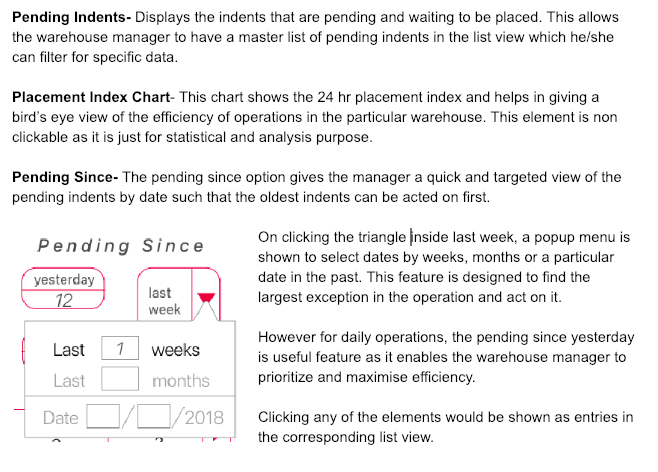 Pending Indents- Displays the indents that are pending and waiting to be placed. This allows
the warehouse manager to have a master list of pending indents in the list view which he/she
can filter for specific data.
Placement Index Chart- This chart shows the 24 hr placement index and helps in giving a
bird's eye view of the efficiency of operations in the particular warehouse. This element is non
clickable as it is just for statistical and analysis purpose.
Pending Since- The pending since option gives the manager a quick and targeted view of the
pending indents by date such that the oldest indents can be acted on first.
Pending Since
yesterday
12
last
week
Last 1 weeks
Last months
Date / /2018
On clicking the triangle inside last week, a popup menu is
shown to select dates by weeks, months or a particular
date in the past. This feature is designed to find the
largest exception in the operation and act on it.
However for daily operations, the pending since yesterday
is useful feature as it enables the warehouse manager to
prioritize and maximise efficiency.
Clicking any of the elements would be shown as entries in
the corresponding list view.